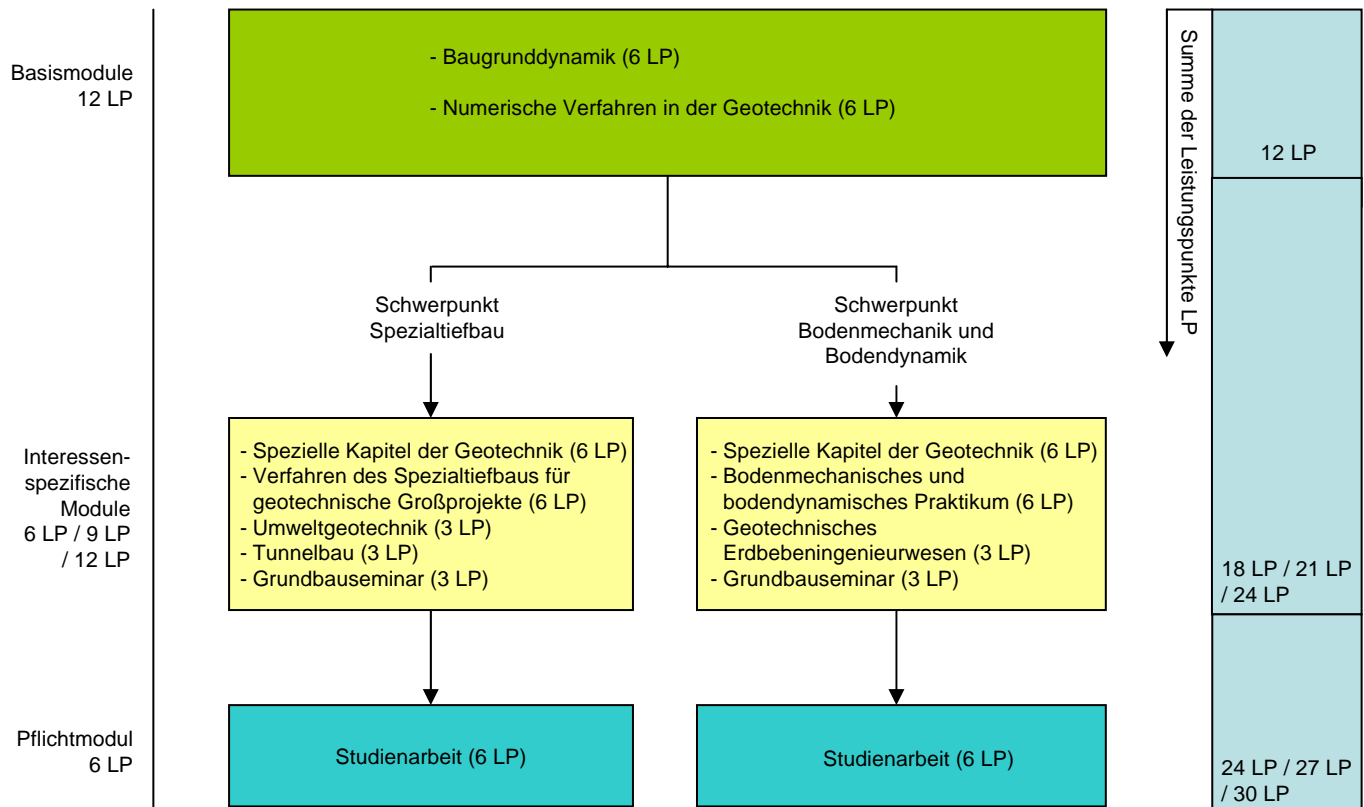 Basismodule
12 LP
- Baugrunddynamik (6 LP)
- Numerische Verfahren in der Geotechnik (6 LP)
Summe der Leistungspunkte LP
12 LP
Schwerpunkt
Spezialtiefbau
Schwerpunkt
Bodenmechanik und
Bodendynamik
Interessen-
spezifische
Module
6 LP / 9 LP
/ 12 LP
- Spezielle Kapitel der Geotechnik (6 LP)
- Verfahren des Spezialtiefbaus für
geotechnische Großprojekte (6 LP)
- Umweltgeotechnik (3 LP)
- Tunnelbau (3 LP)
- Grundbauseminar (3 LP)
- Spezielle Kapitel der Geotechnik (6 LP)
- Bodenmechanisches und
bodendynamisches Praktikum (6 LP)
- Geotechnisches
Erdbebeningenieurwesen (3 LP)
- Grundbauseminar (3 LP)
18 LP / 21 LP
/ 24 LP
Pflichtmodul
6 LP
Studienarbeit (6 LP)
Studienarbeit (6 LP)
24 LP / 27 LP /
30 LP